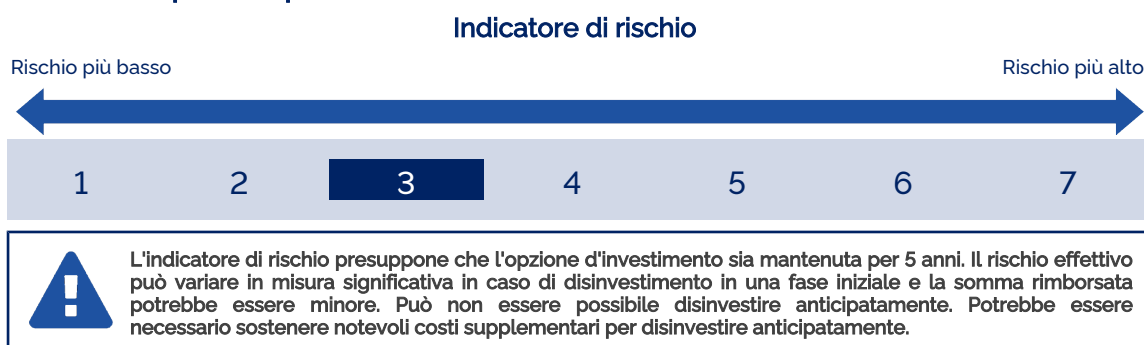 Indicatore di rischio
Rischio più basso
Rischio più alto
1 2 3 4 5 6 7
L'indicatore di rischio presuppone che l'opzione d'investimento sia mantenuta per 5 anni. Il rischio effettivo
può variare in misura significativa in caso di disinvestimento in una fase iniziale e la somma rimborsata
potrebbe essere minore. Può non essere possibile disinvestire anticipatamente. Potrebbe essere
necessario sostenere notevoli costi supplementari per disinvestire anticipatamente.